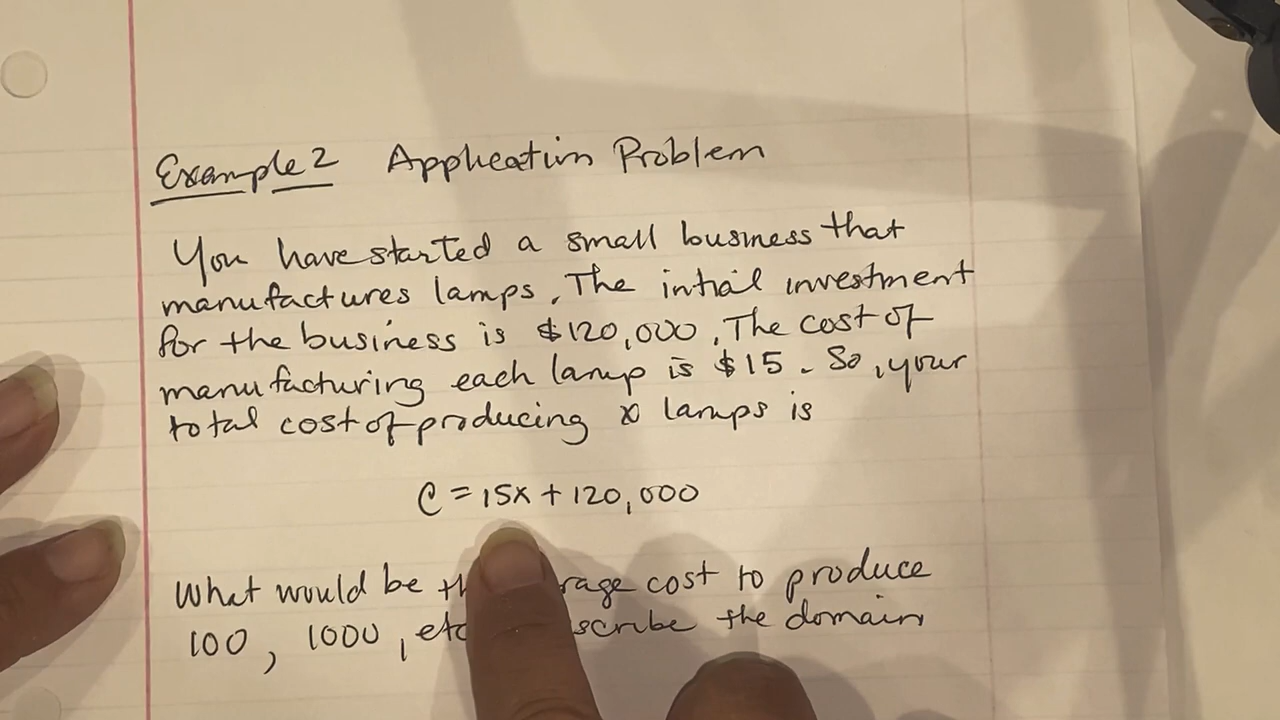 Example 2 Application Problem
You have started a small business that
manufactures lamps. The intial investment
for the business is $120,000. The cost of
manufacturing each lamp is $15. So, your
total cost of producing x lamps is
C = 15x + 120,000
What would be cost to produce
100, 1000, the domain